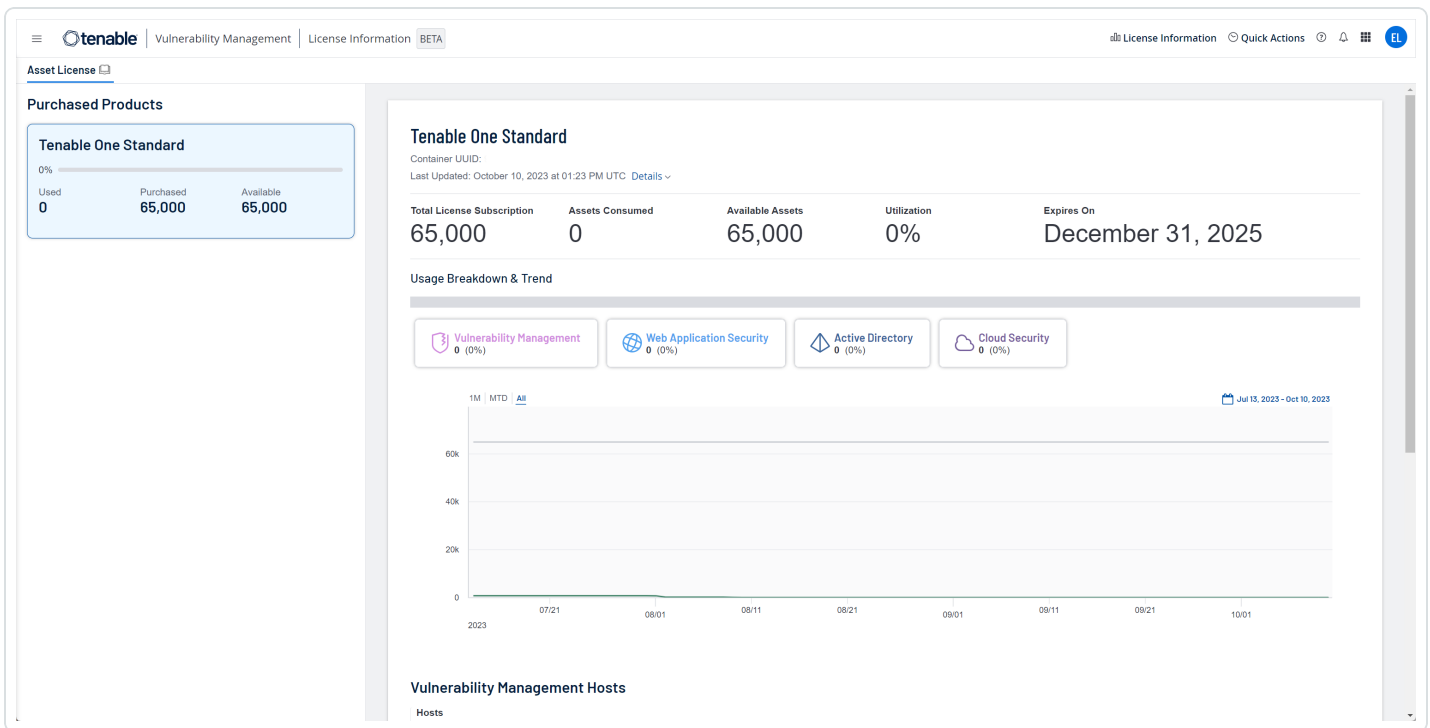 tenable Vulnerability Management License Information BETA License Information Quick Actions EL
Asset License
Purchased Products
Tenable One Standard
0%
Used Purchased Available
0 65,000 65,000
Tenable One Standard
Container UUID:
Last Updated: October 10, 2023 at 01:23 PM UTC Details
Total License Subscription Assets Consumed Available Assets Utilization Expires On
65,000 0 65,000 0% December 31, 2025
Usage Breakdown & Trend
Vulnerability Management
0 (0%)
Web Application Security
0 (0%)
Active Directory
0 (0%)
Cloud Security
0 (0%)
1M MTD All Jul 13, 2023 - Oct 10, 2023
60k
40k
20k
0
07/21 08/01 08/11 08/21 09/01 09/11 09/21 10/01
2023
Vulnerability Management Hosts
Hosts